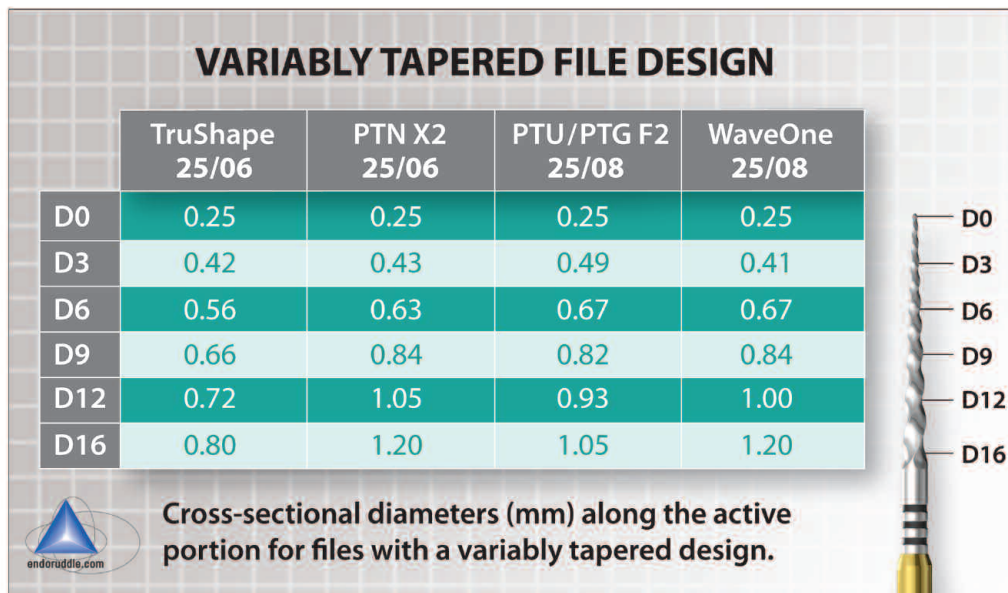 VARIABLY TAPERED FILE DESIGN
TruShape PTN X2 PTU/PTG F2 WaveOne
25/06 25/06 25/08 25/08
D0 0.25 0.25 0.25 0.25
D3 0.42 0.43 0.49 0.41
D6 0.56 0.63 0.67 0.67
D9 0.66 0.84 0.82 0.84
D12 0.72 1.05 0.93 1.00
D16 0.80 1.20 1.05 1.20
D0
D3
D6
D9
D12
D16
Cross-sectional diameters (mm) along the active
portion for files with a variably tapered design.
endoruddle.com